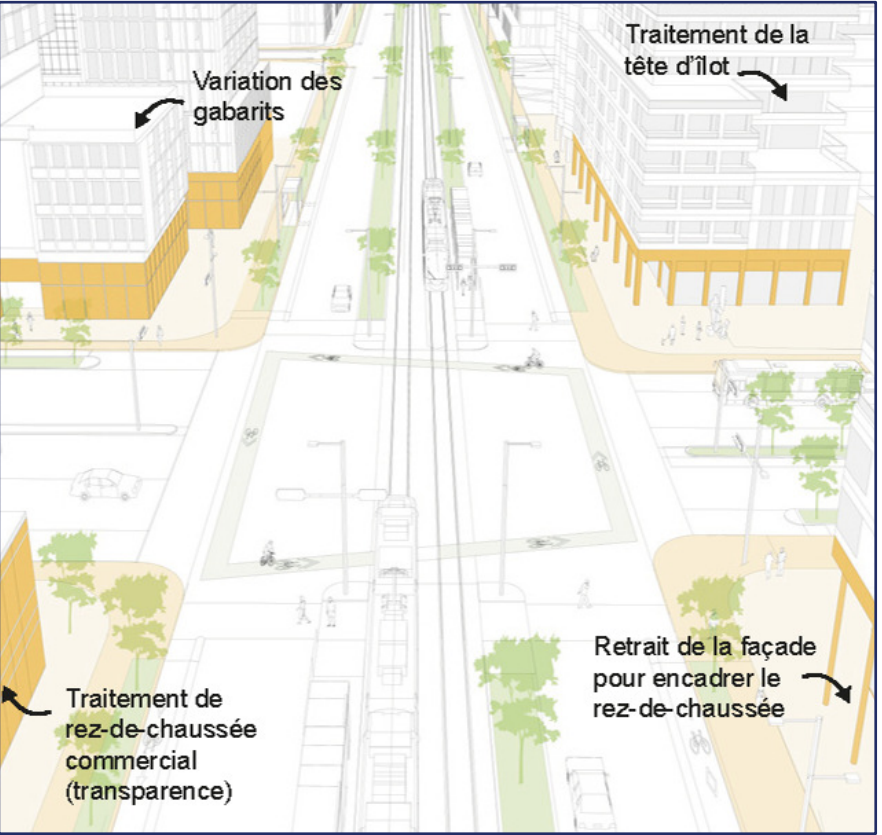 Variation des
gabarits
Traitement de la
tête d'îlot
Traitement de
rez-de-chaussée
commercial
(transparence)
Retrait de la façade
pour encadrer le
rez-de-chaussée